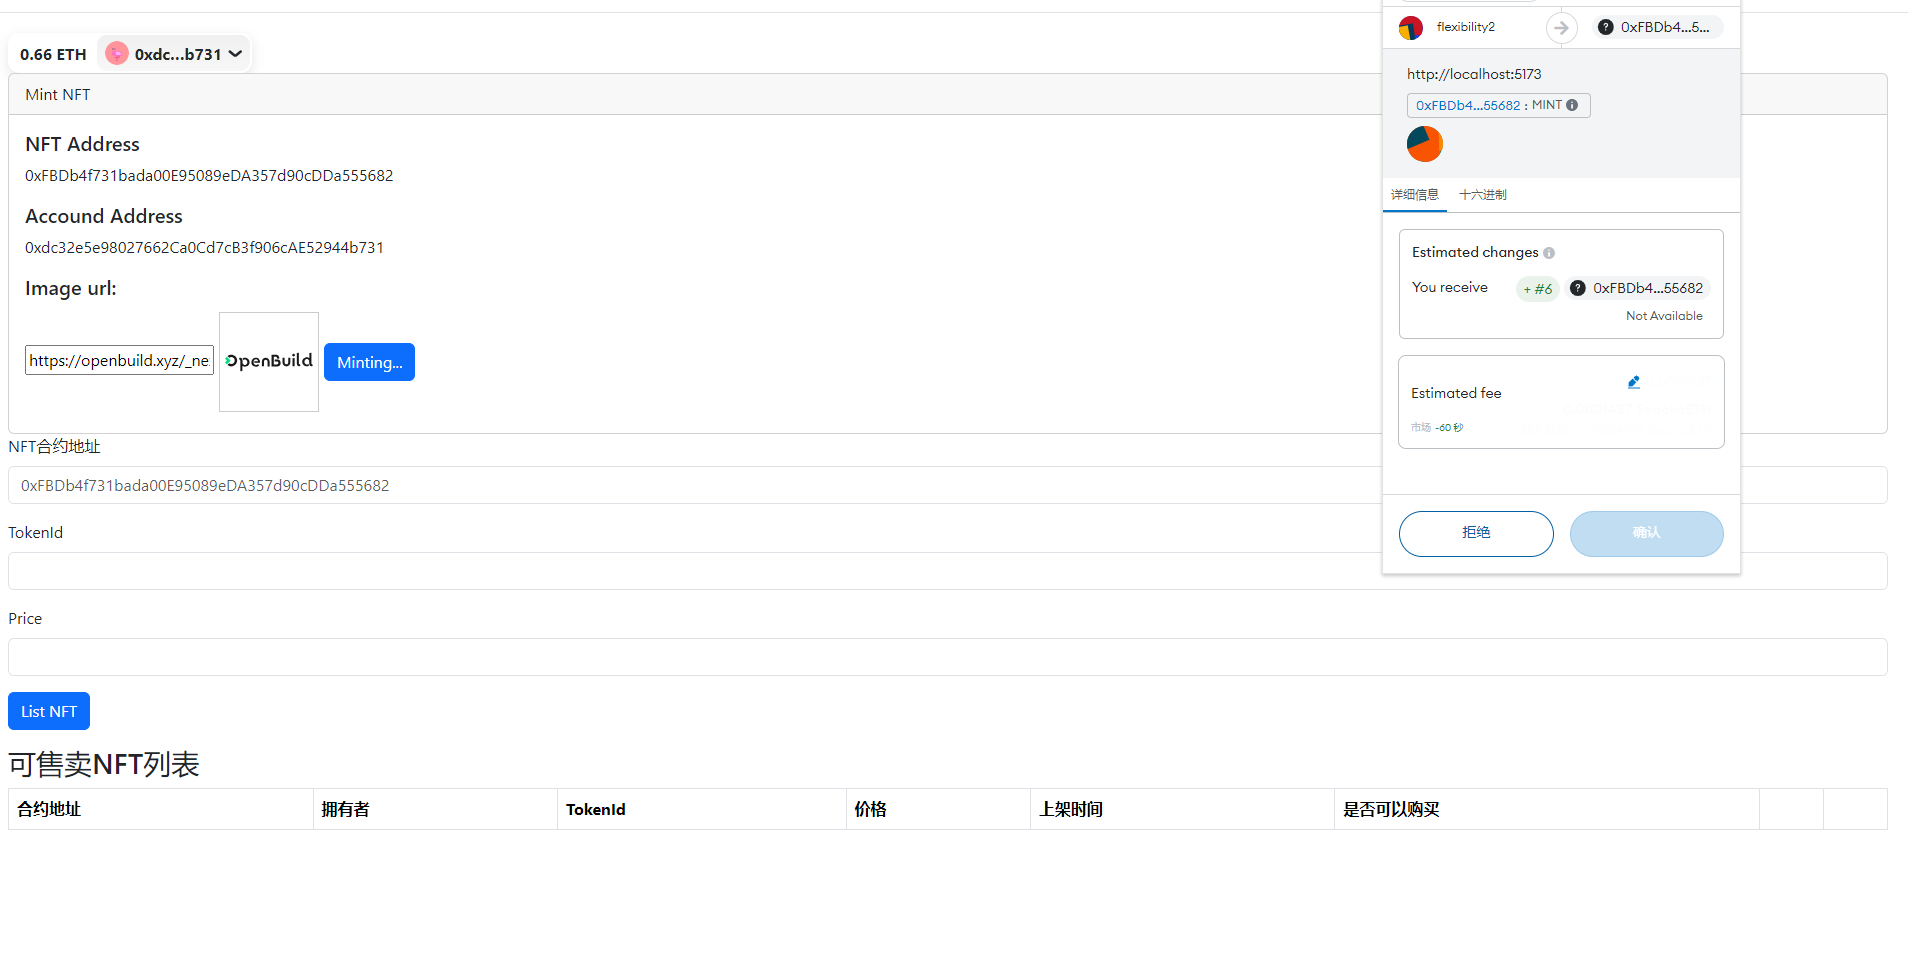 0.66 ETH
0xdc...b731
Mint NFT
NFT Address
0xFBDb4f731bada00E95089eDA357d90cDDa555682
Accound Address
0xdc32e5e98027662Ca0Cd7cB3f906cAE52944b731
Image url:
https://openbuild.xyz/_ne
OpenBuild
Minting...
NFT合约地址
0xFBDb4f731bada00E95089eDA357d90cDDa555682
TokenId
Price
List NFT
可售卖NFT列表
合约地址 拥有者 TokenId 价格 上架时间 是否可以购买
flexibility2
0xFBDb4...5...
http://localhost:5173
0xFBDb4...55682 : MINT
详细信息 十六进制
Estimated changes
You receive + #6 0xFBDb4...55682
Not Available
Estimated fee
市场 ~60 秒
拒绝 确认